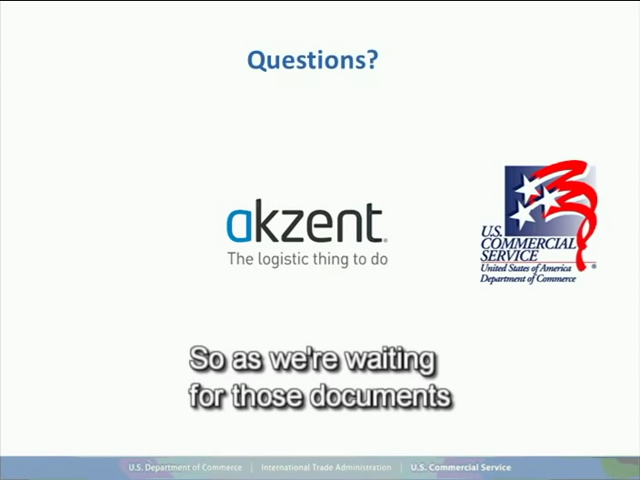 Questions?
akzent®
The logistic thing to do
U.S.
COMMERCIAL
SERVICE®
United States of America
Department of Commerce
So as we're waiting
for those documents
U.S. Department of Commerce | International Trade Administration | U.S. Commercial Service